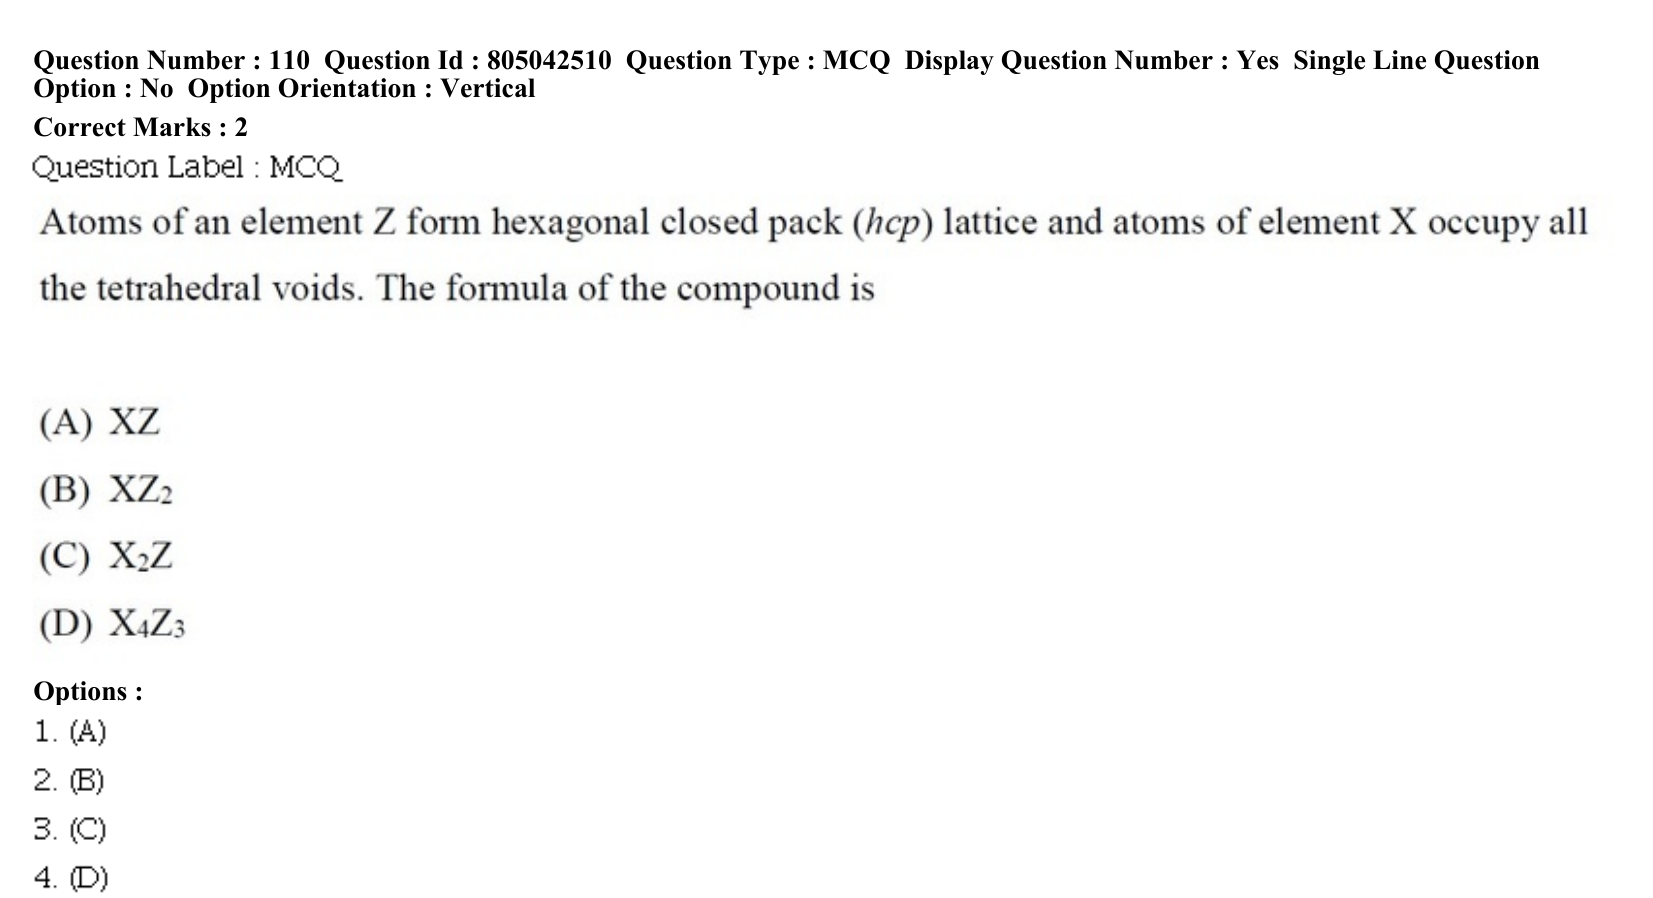 Question Number : 110 Question Id : 805042510 Question Type : MCQ Display Question Number : Yes Single Line Question
Option : No Option Orientation : Vertical
Correct Marks : 2
Question Label : MCQ
Atoms of an element Z form hexagonal closed pack (hcp) lattice and atoms of element X occupy all
the tetrahedral voids. The formula of the compound is
(A) XZ
(B) XZ₂
(C) X₂Z
(D) X₄Z₃
Options :
1. (A)
2. (B)
3. (C)
4. (D)